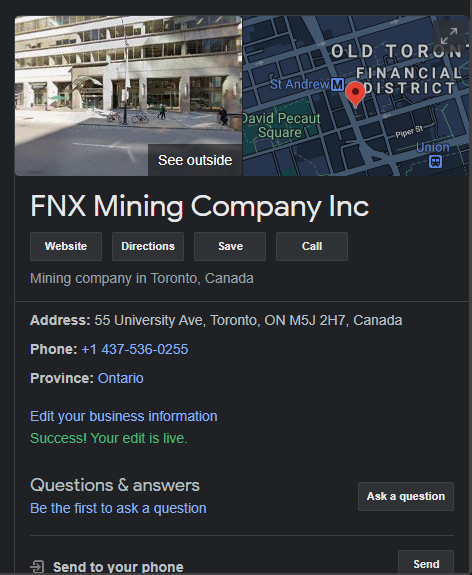 See outside
OLD TORON
FINANCIAL
DISTRICT
St Andrew
David Pecaut
Square
Piper St
Union
FNX Mining Company Inc
Website Directions Save Call
Mining company in Toronto, Canada
Address: 55 University Ave, Toronto, ON M5J 2H7, Canada
Phone: +1 437-536-0255
Province: Ontario
Edit your business information
Success! Your edit is live.
Questions & answers
Be the first to ask a question
Ask a question
Send to your phone
Send